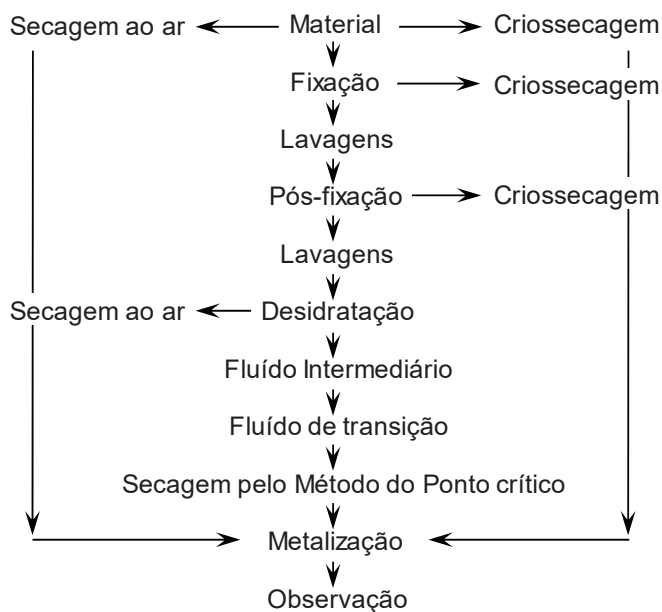 Secagem ao ar Material Criossecagem
Fixação Criossecagem
Lavagens
Pós-fixação Criossecagem
Lavagens
Secagem ao ar Desidratação
Fluído Intermediário
Fluído de transição
Secagem pelo Método do Ponto crítico
Metalização
Observação